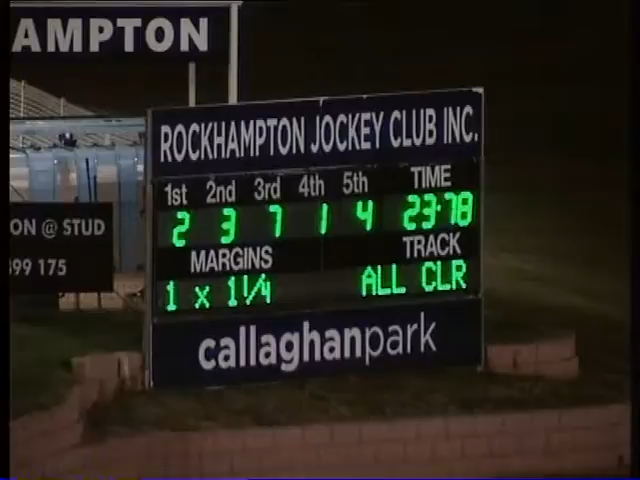 AMPTON
ROCKHAMPTON JOCKEY CLUB INC.
1st 2nd 3rd 4th 5th TIME
2 3 7 1 4 23.78
MARGINS TRACK
1 x 1¼ ALL CLR
callaghanpark
ON @ STUD
99 175